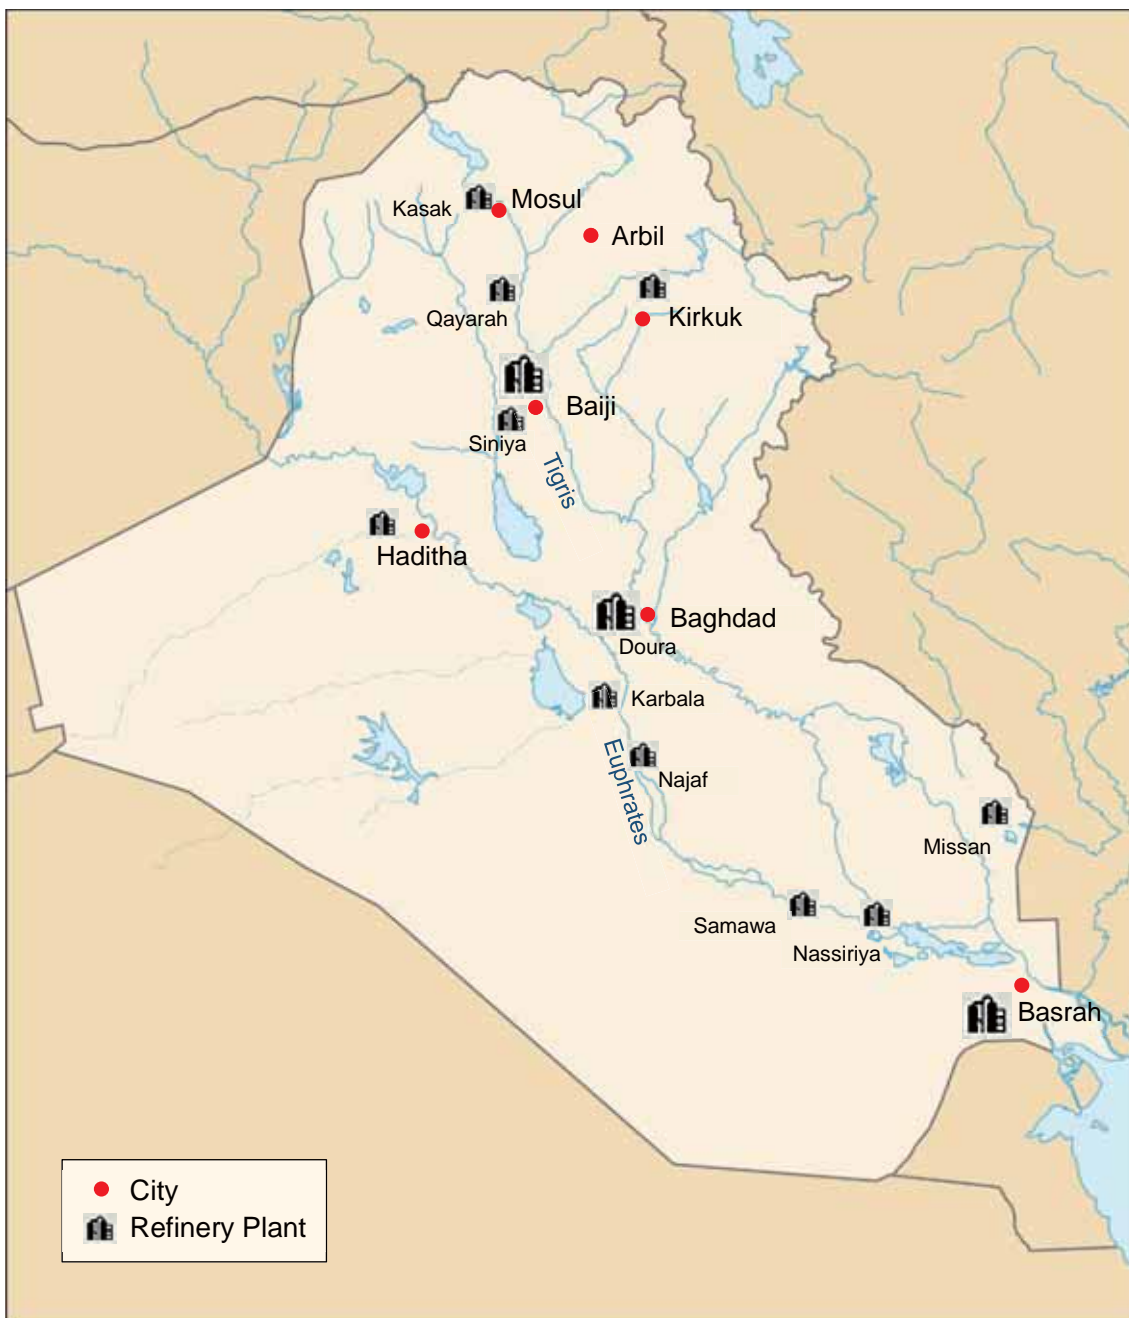 Mosul
Kasak
Arbil
Qayarah
Kirkuk
Baiji
Siniya
Tigris
Haditha
Baghdad
Doura
Karbala
Euphrates
Najaf
Missan
Samawa
Nassiriya
Basrah
City
Refinery Plant